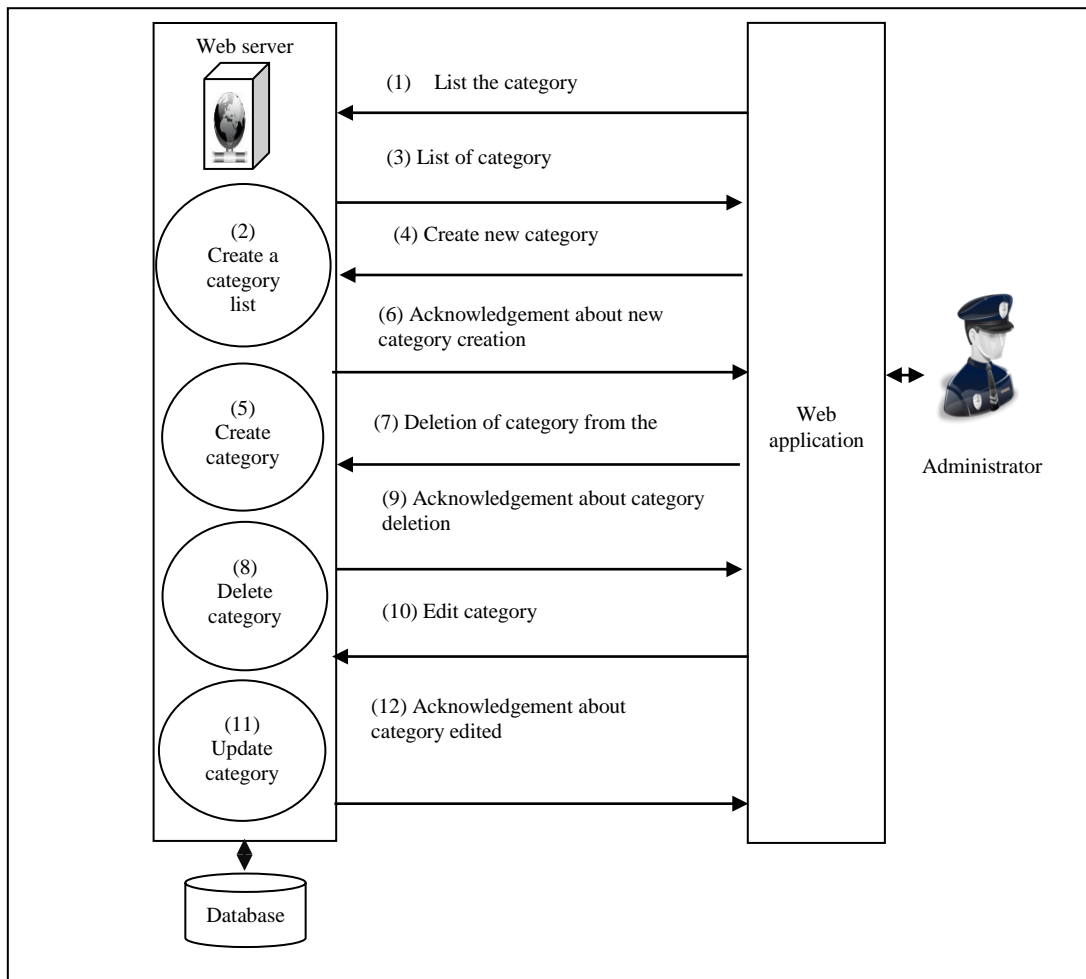 Web server
(1) List the category
(3) List of category
(2)
Create a
category
list
(4) Create new category
(6) Acknowledgement about new
category creation
(5)
Create
category
(7) Deletion of category from the
Web
application
Administrator
(9) Acknowledgement about category
deletion
(8)
Delete
category
(10) Edit category
(12) Acknowledgement about
category edited
(11)
Update
category
Database